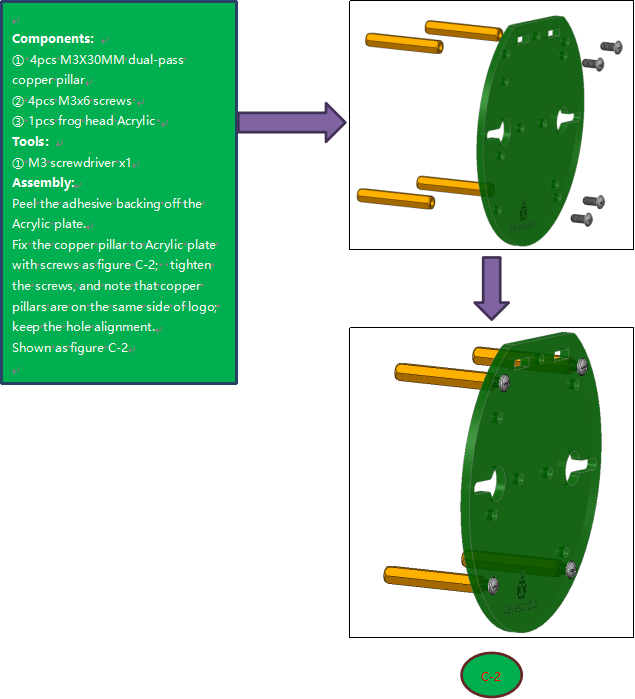 Components:
① 4pcs M3X30MM dual-pass
copper pillar
② 4pcs M3x6 screws
③ 1pcs frog head Acrylic
Tools:
① M3 screwdriver x1
Assembly:
Peel the adhesive backing off the
Acrylic plate.
Fix the copper pillar to Acrylic plate
with screws as figure C-2; tighten
the screws, and note that copper
pillars are on the same side of logo;
keep the hole alignment.
Shown as figure C-2
C-2